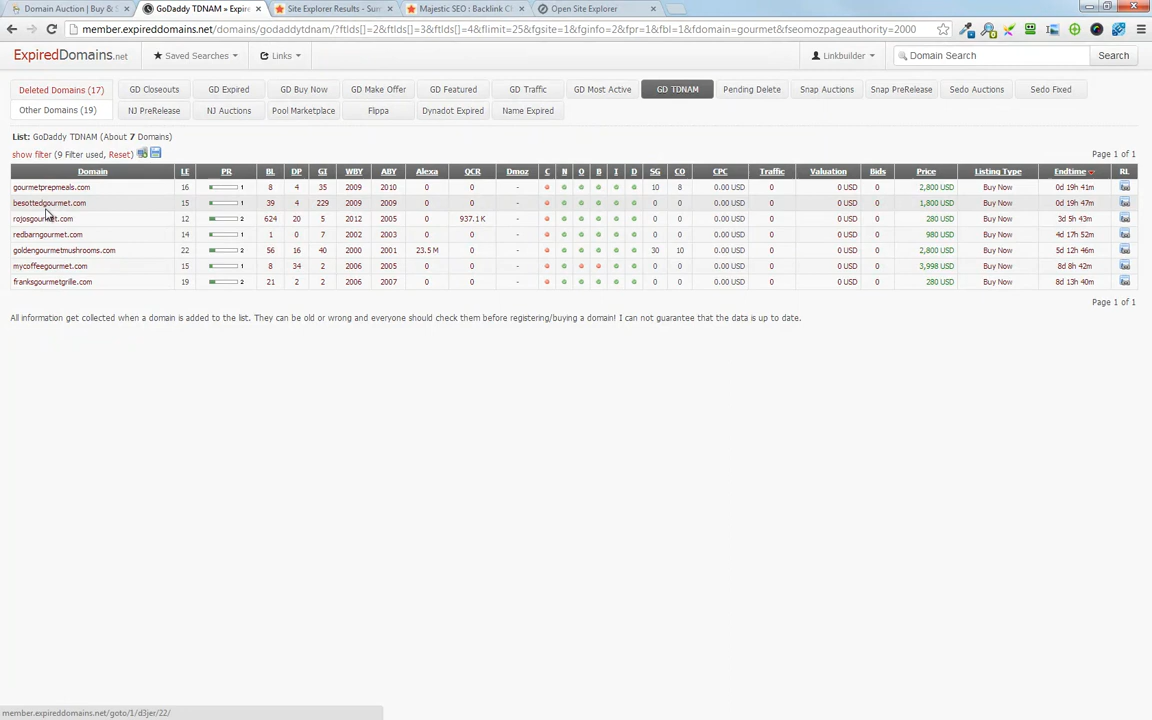 Domain Auction | Buy & S
GoDaddy TDNAM » Expir
Site Explorer Results - Sum
Majestic SEO : Backlink Ch
Open Site Explorer
member.expireddomains.net/domains/godaddytdnam/?ftlds[]=2&ftlds[]=3&ftlds[]=4&flimit=25&fgsite=1&fginfo=2&fpr=1&fbl=1&fdomain=gourmet&fseomozpageauthority=2000
ExpiredDomains.net Saved Searches Links Linkbuilder Domain Search Search
Deleted Domains (17) GD Closeouts GD Expired GD Buy Now GD Make Offer GD Featured GD Traffic GD Most Active GD TDNAM Pending Delete Snap Auctions Snap PreRelease Sedo Auctions Sedo Fixed
Other Domains (19) NJ PreRelease NJ Auctions Pool Marketplace Flippa Dynadot Expired Name Expired
List: GoDaddy TDNAM (About 7 Domains)
show filter (9 Filter used, Reset) Page 1 of 1
Domain LE PR BL DP GI WBY ABY Alexa QCR Dmoz C N O B I D SG CO CPC Traffic Valuation Bids Price Listing Type Endtime RL
gourmetprepmeals.com 16 1 8 4 35 2009 2010 0 0 - 10 8 0.00 USD 0 0 USD 0 2,800 USD Buy Now 0d 19h 41m
besottedgourmet.com 15 1 39 4 229 2009 2009 0 0 - 0 0 0.00 USD 0 0 USD 0 1,800 USD Buy Now 0d 19h 47m
rojosgourmet.com 12 2 624 20 5 2012 2005 0 937.1 K - 0 0 0.00 USD 0 0 USD 0 280 USD Buy Now 3d 5h 43m
redbarngourmet.com 14 1 1 0 7 2002 2003 0 0 - 0 0 0.00 USD 0 0 USD 0 980 USD Buy Now 4d 17h 52m
goldengourmetmushrooms.com 22 2 56 16 40 2000 2001 23.5 M 0 - 30 10 0.00 USD 0 0 USD 0 2,800 USD Buy Now 5d 12h 46m
mycoffeegourmet.com 15 1 8 34 2 2006 2005 0 0 - 0 0 0.00 USD 0 0 USD 0 3,998 USD Buy Now 8d 8h 42m
franksgourmetgrille.com 19 2 21 2 2 2006 2007 0 0 - 0 0 0.00 USD 0 0 USD 0 280 USD Buy Now 8d 13h 40m
Page 1 of 1
All information get collected when a domain is added to the list. They can be old or wrong and everyone should check them before registering/buying a domain! I can not guarantee that the data is up to date.
member.expireddomains.net/goto/1/d3jer/22/